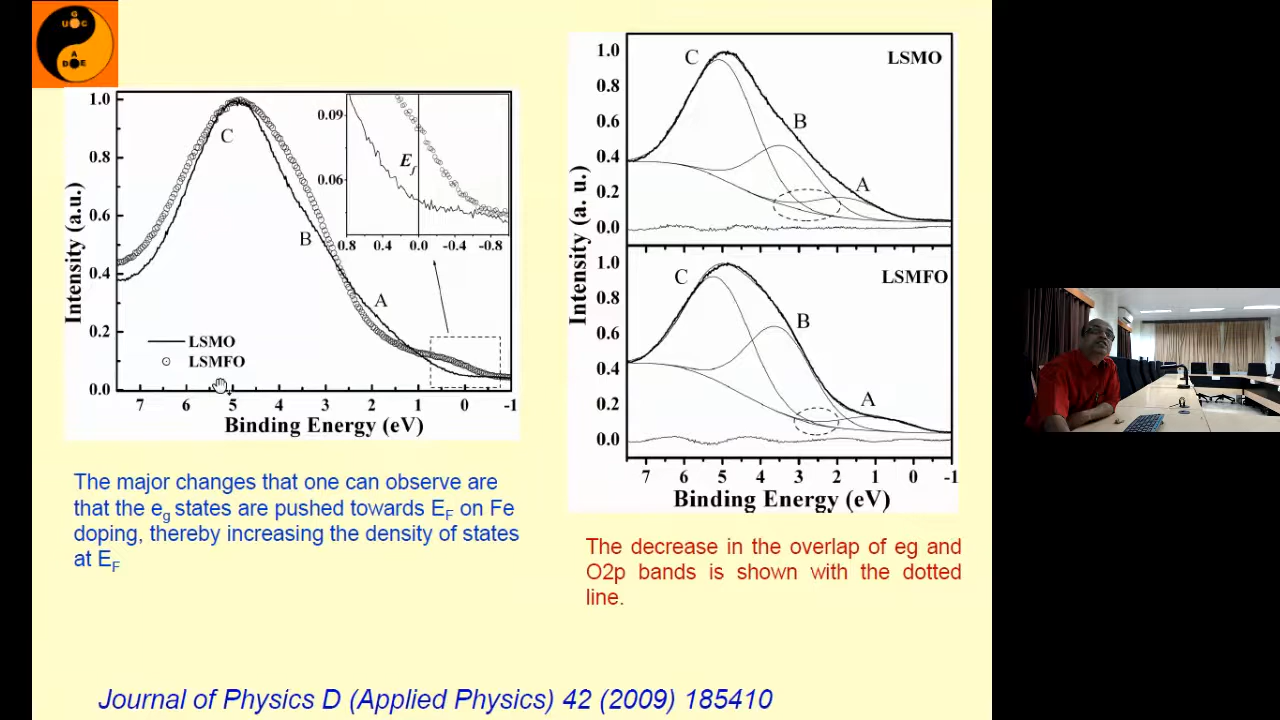 G
U G C
A
D E
1.0
0.8
0.6
0.4
0.2
0.0
Intensity (a.u.)
C
B
A
LSMO
LSMFO
7 6 5 4 3 2 1 0 -1
Binding Energy (eV)
0.09
0.06
Ef
0.8 0.4 0.0 -0.4 -0.8
The major changes that one can observe are
that the eg states are pushed towards EF on Fe
doping, thereby increasing the density of states
at EF
1.0
0.8
0.6
0.4
0.2
0.0
C
B
A
LSMO
1.0
0.8
0.6
0.4
0.2
0.0
C
B
A
LSMFO
Intensity (a. u.)
7 6 5 4 3 2 1 0 -1
Binding Energy (eV)
The decrease in the overlap of eg and
O2p bands is shown with the dotted
line.
Journal of Physics D (Applied Physics) 42 (2009) 185410